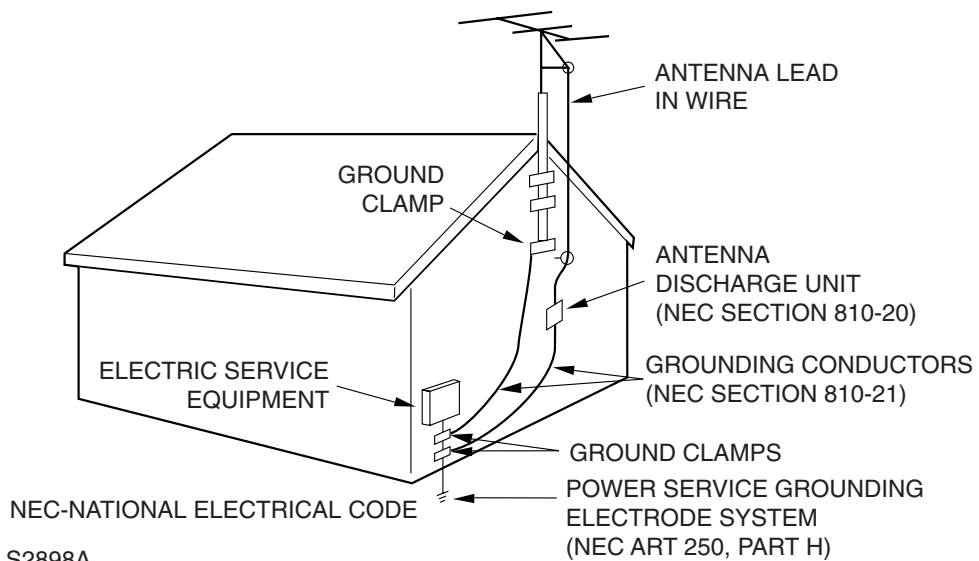 ANTENNA LEAD
IN WIRE
GROUND
CLAMP
ANTENNA
DISCHARGE UNIT
(NEC SECTION 810-20)
ELECTRIC SERVICE
EQUIPMENT
GROUNDING CONDUCTORS
(NEC SECTION 810-21)
GROUND CLAMPS
POWER SERVICE GROUNDING
ELECTRODE SYSTEM
(NEC ART 250, PART H)
NEC-NATIONAL ELECTRICAL CODE
S2898A